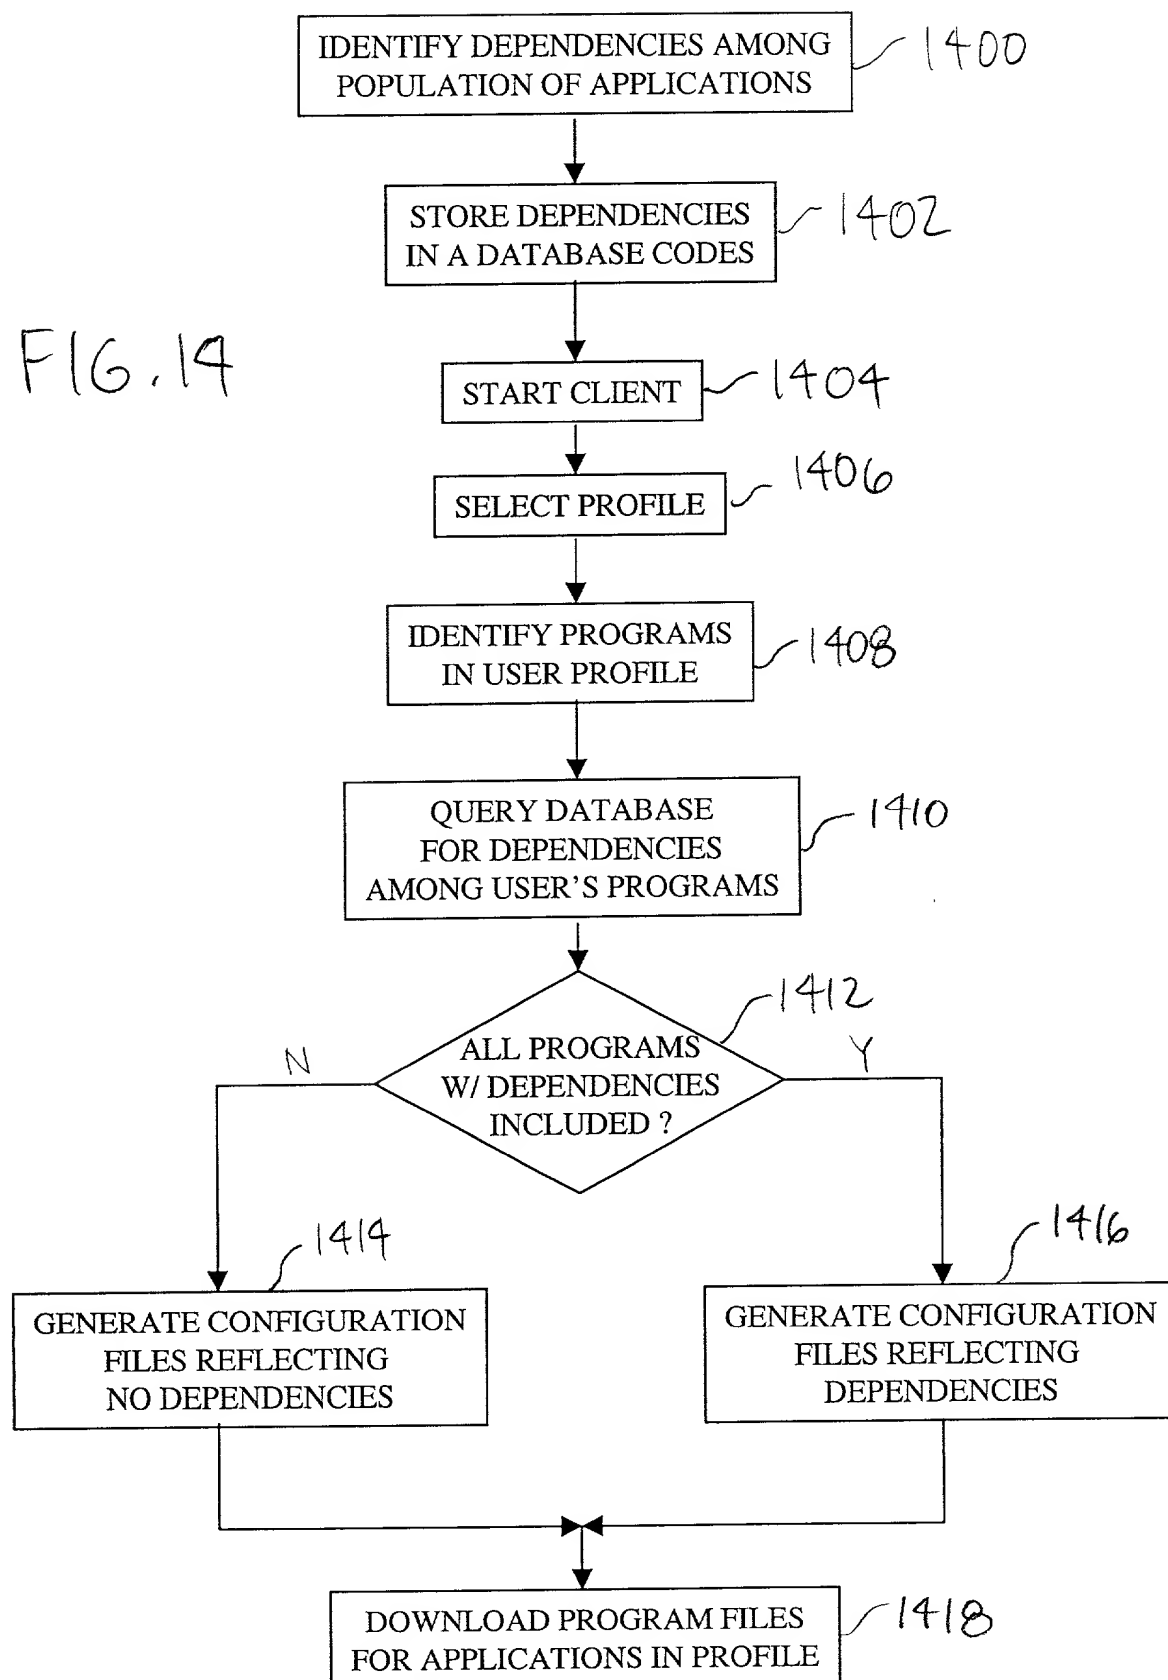 IDENTIFY DEPENDENCIES AMONG
POPULATION OF APPLICATIONS
1400
STORE DEPENDENCIES
IN A DATABASE CODES
1402
FIG.14
START CLIENT
1404
SELECT PROFILE
1406
IDENTIFY PROGRAMS
IN USER PROFILE
1408
QUERY DATABASE
FOR DEPENDENCIES
AMONG USER'S PROGRAMS
1410
ALL PROGRAMS
W/ DEPENDENCIES
INCLUDED ?
1412
N
Y
GENERATE CONFIGURATION
FILES REFLECTING
NO DEPENDENCIES
1414
GENERATE CONFIGURATION
FILES REFLECTING
DEPENDENCIES
1416
DOWNLOAD PROGRAM FILES
FOR APPLICATIONS IN PROFILE
1418